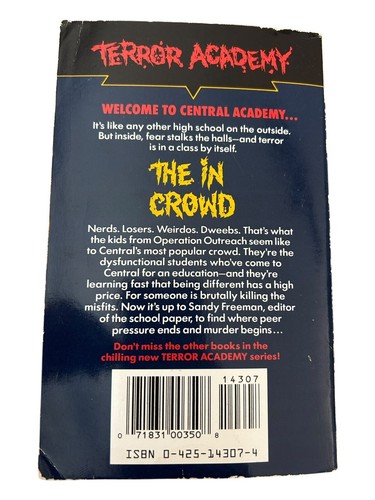 TERROR ACADEMY
WELCOME TO CENTRAL ACADEMY...
It's like any other high school on the outside.
But inside, fear stalks the halls—and terror
is in a class by itself.
THE IN
CROWD
Nerds. Losers. Weirdos. Dweebs. That's what
the kids from Operation Outreach seem like
to Central's most popular crowd. They're the
dysfunctional students who've come to
Central for an education—and they're
learning fast that being different has a high
price. For someone is brutally killing the
misfits. Now it's up to Sandy Freeman, editor
of the school paper, to find where peer
pressure ends and murder begins...
Don't miss the other books in the
chilling new TERROR ACADEMY series!
14307
0 71831 00350 8
ISBN 0-425-14307-4